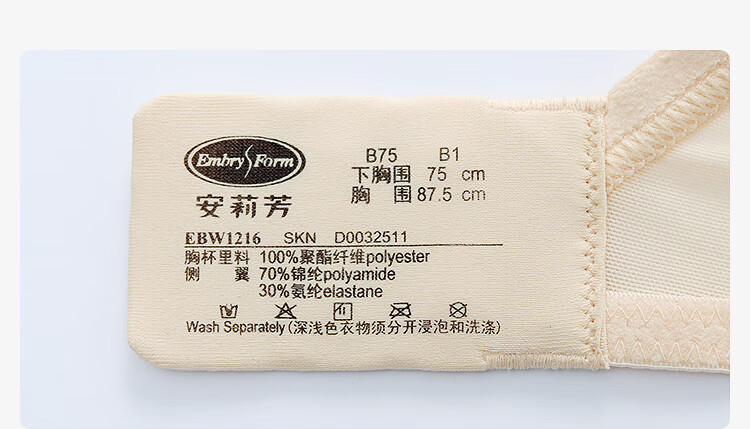 Embry Form
安莉芳
B75 B1
下胸围 75 cm
胸 围 87.5 cm
EBW1216 SKN D0032511
胸杯里料 100%聚酯纤维polyester
侧 翼 70%锦纶polyamide
30%氨纶elastane
Wash Separately (深浅色衣物须分开浸泡和洗涤)